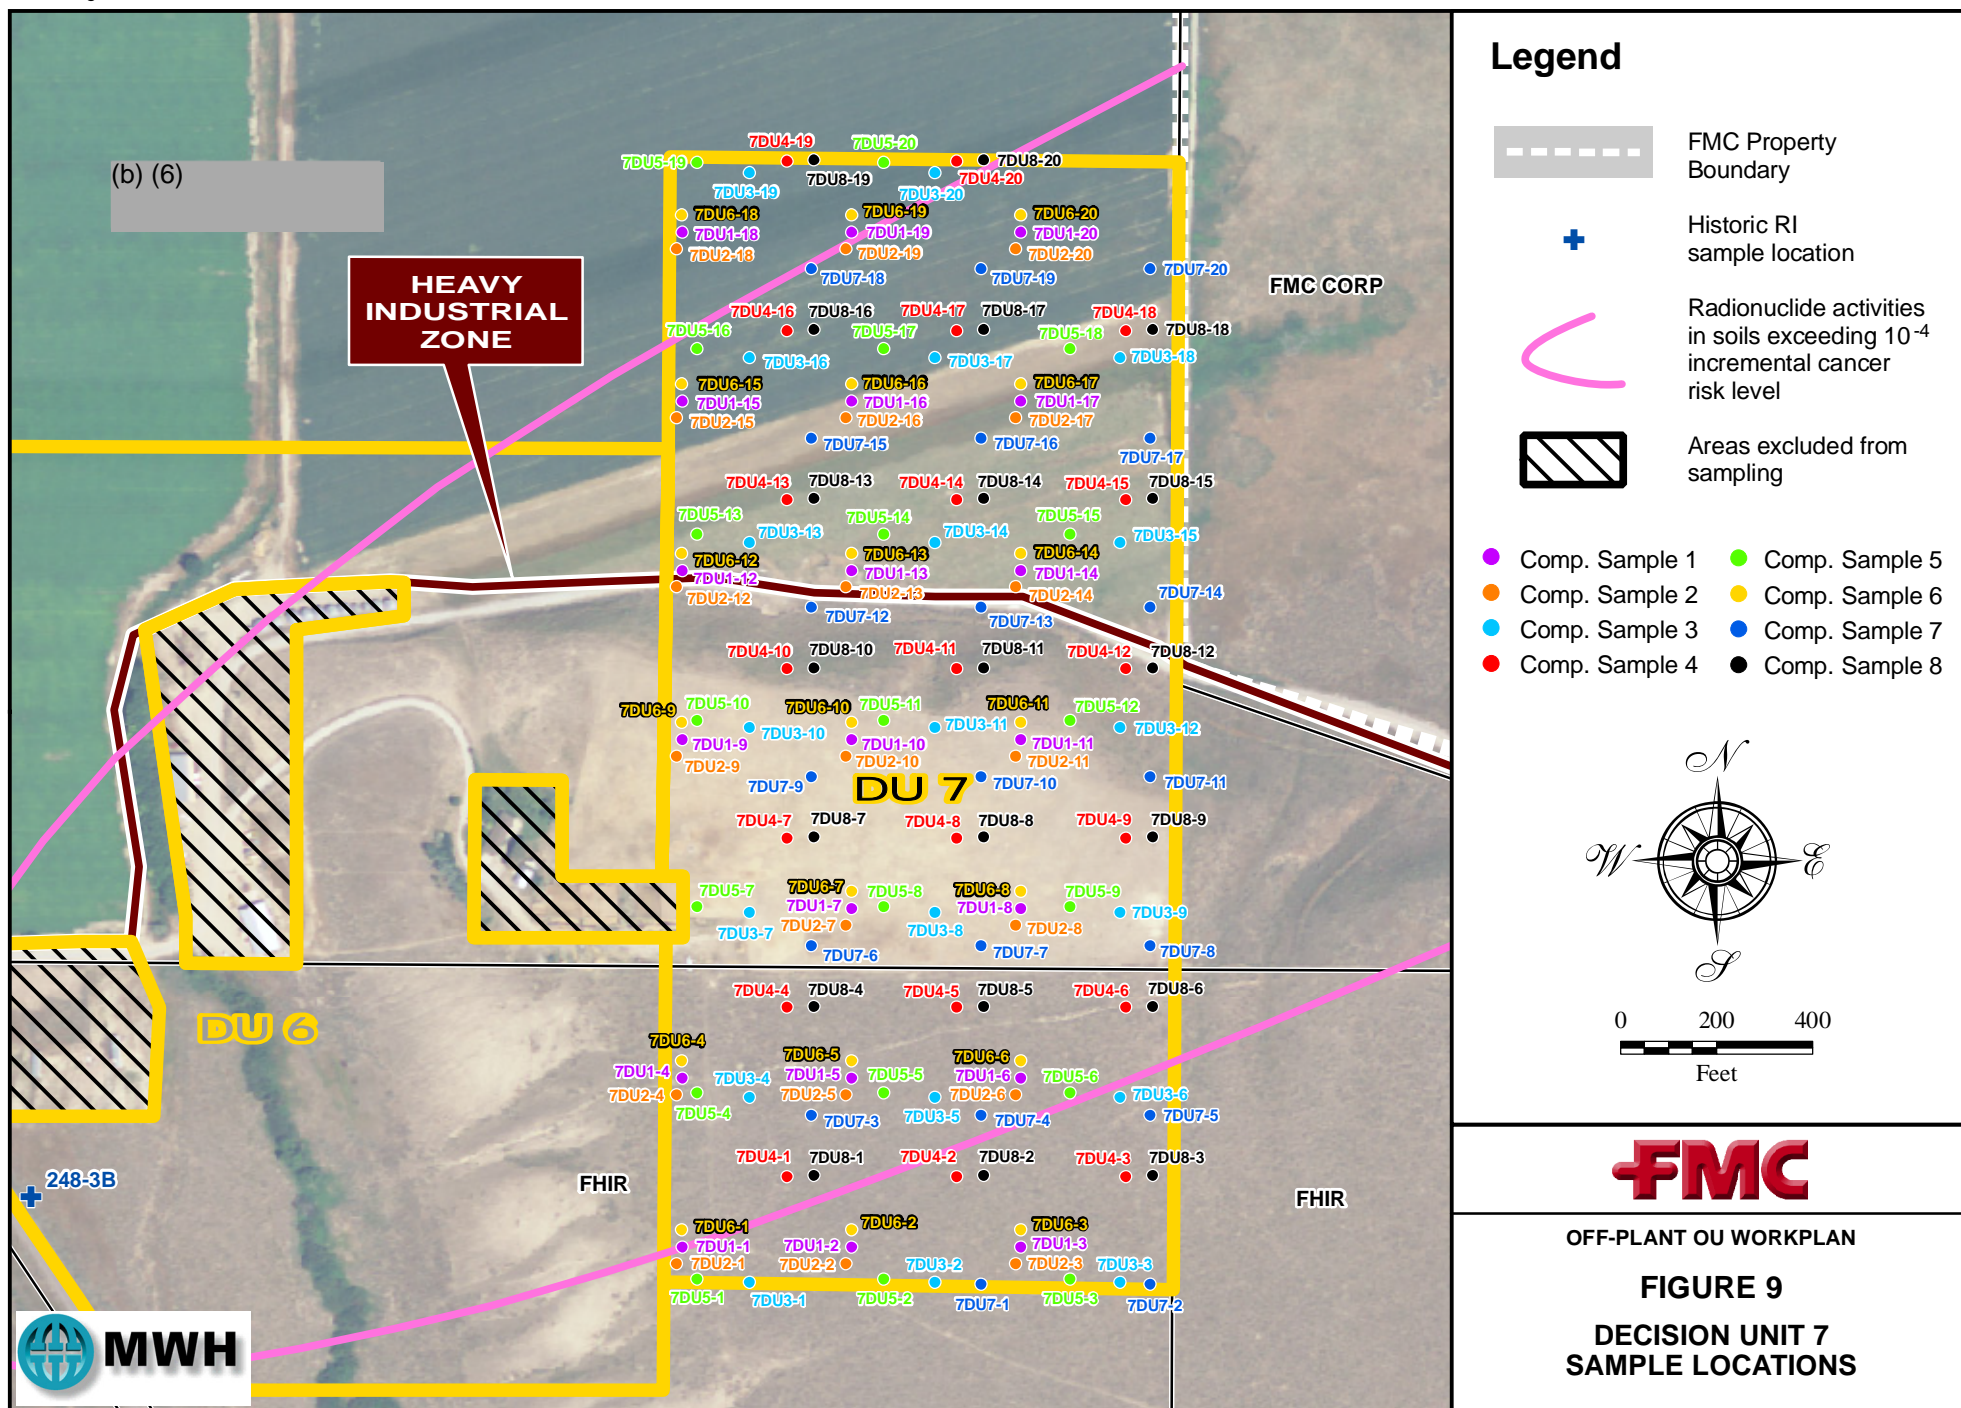 (b) (6)
HEAVY
INDUSTRIAL
ZONE
7DU4-19
7DU5-20
7DU5-19
7DU8-19
7DU8-20
7DU3-19
7DU3-20
7DU4-20
7DU6-18
7DU6-19
7DU6-20
7DU1-18
7DU1-19
7DU1-20
7DU2-18
7DU2-19
7DU2-20
7DU7-18
7DU7-19
7DU7-20
FMC CORP
7DU4-16
7DU8-16
7DU4-17
7DU8-17
7DU4-18
7DU8-18
7DU5-16
7DU5-17
7DU5-18
7DU3-16
7DU3-17
7DU3-18
7DU6-15
7DU6-16
7DU6-17
7DU1-15
7DU1-16
7DU1-17
7DU2-15
7DU2-16
7DU2-17
7DU7-15
7DU7-16
7DU7-17
7DU4-13
7DU8-13
7DU4-14
7DU8-14
7DU4-15
7DU8-15
7DU5-13
7DU5-14
7DU5-15
7DU3-13
7DU3-14
7DU3-15
7DU6-12
7DU6-13
7DU6-14
7DU1-12
7DU1-13
7DU1-14
7DU2-12
7DU2-13
7DU2-14
7DU7-12
7DU7-13
7DU7-14
7DU4-10
7DU8-10
7DU4-11
7DU8-11
7DU4-12
7DU8-12
7DU6-9
7DU5-10
7DU6-10
7DU5-11
7DU6-11
7DU5-12
7DU3-10
7DU3-11
7DU3-12
7DU1-9
7DU1-10
7DU1-11
7DU2-9
7DU2-10
7DU2-11
7DU7-9
DU 7
7DU7-10
7DU7-11
7DU4-7
7DU8-7
7DU4-8
7DU8-8
7DU4-9
7DU8-9
7DU5-7
7DU6-7
7DU5-8
7DU6-8
7DU5-9
7DU1-7
7DU1-8
7DU3-9
7DU3-7
7DU2-7
7DU3-8
7DU2-8
7DU7-6
7DU7-7
7DU7-8
7DU4-4
7DU8-4
7DU4-5
7DU8-5
7DU4-6
7DU8-6
DU 6
7DU6-4
7DU6-5
7DU6-6
7DU1-4
7DU3-4
7DU1-5
7DU5-5
7DU1-6
7DU5-6
7DU2-4
7DU2-5
7DU2-6
7DU3-6
7DU5-4
7DU7-3
7DU3-5
7DU7-4
7DU7-5
7DU4-1
7DU8-1
7DU4-2
7DU8-2
7DU4-3
7DU8-3
248-3B
FHIR
FHIR
7DU6-1
7DU6-2
7DU6-3
7DU1-1
7DU1-2
7DU1-3
7DU2-1
7DU2-2
7DU3-2
7DU2-3
7DU3-3
7DU5-1
7DU3-1
7DU5-2
7DU7-1
7DU5-3
7DU7-2
MWH
Legend
FMC Property
Boundary
Historic RI
sample location
Radionuclide activities
in soils exceeding 10-4
incremental cancer
risk level
Areas excluded from
sampling
Comp. Sample 1
Comp. Sample 5
Comp. Sample 2
Comp. Sample 6
Comp. Sample 3
Comp. Sample 7
Comp. Sample 4
Comp. Sample 8
N
W
E
S
0 200 400
Feet
FMC
OFF-PLANT OU WORKPLAN
FIGURE 9
DECISION UNIT 7
SAMPLE LOCATIONS